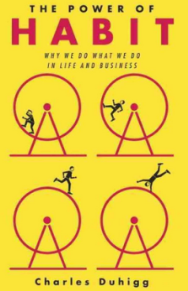 THE POWER OF
HABIT
WHY WE DO WHAT WE DO
IN LIFE AND BUSINESS
Charles Duhigg